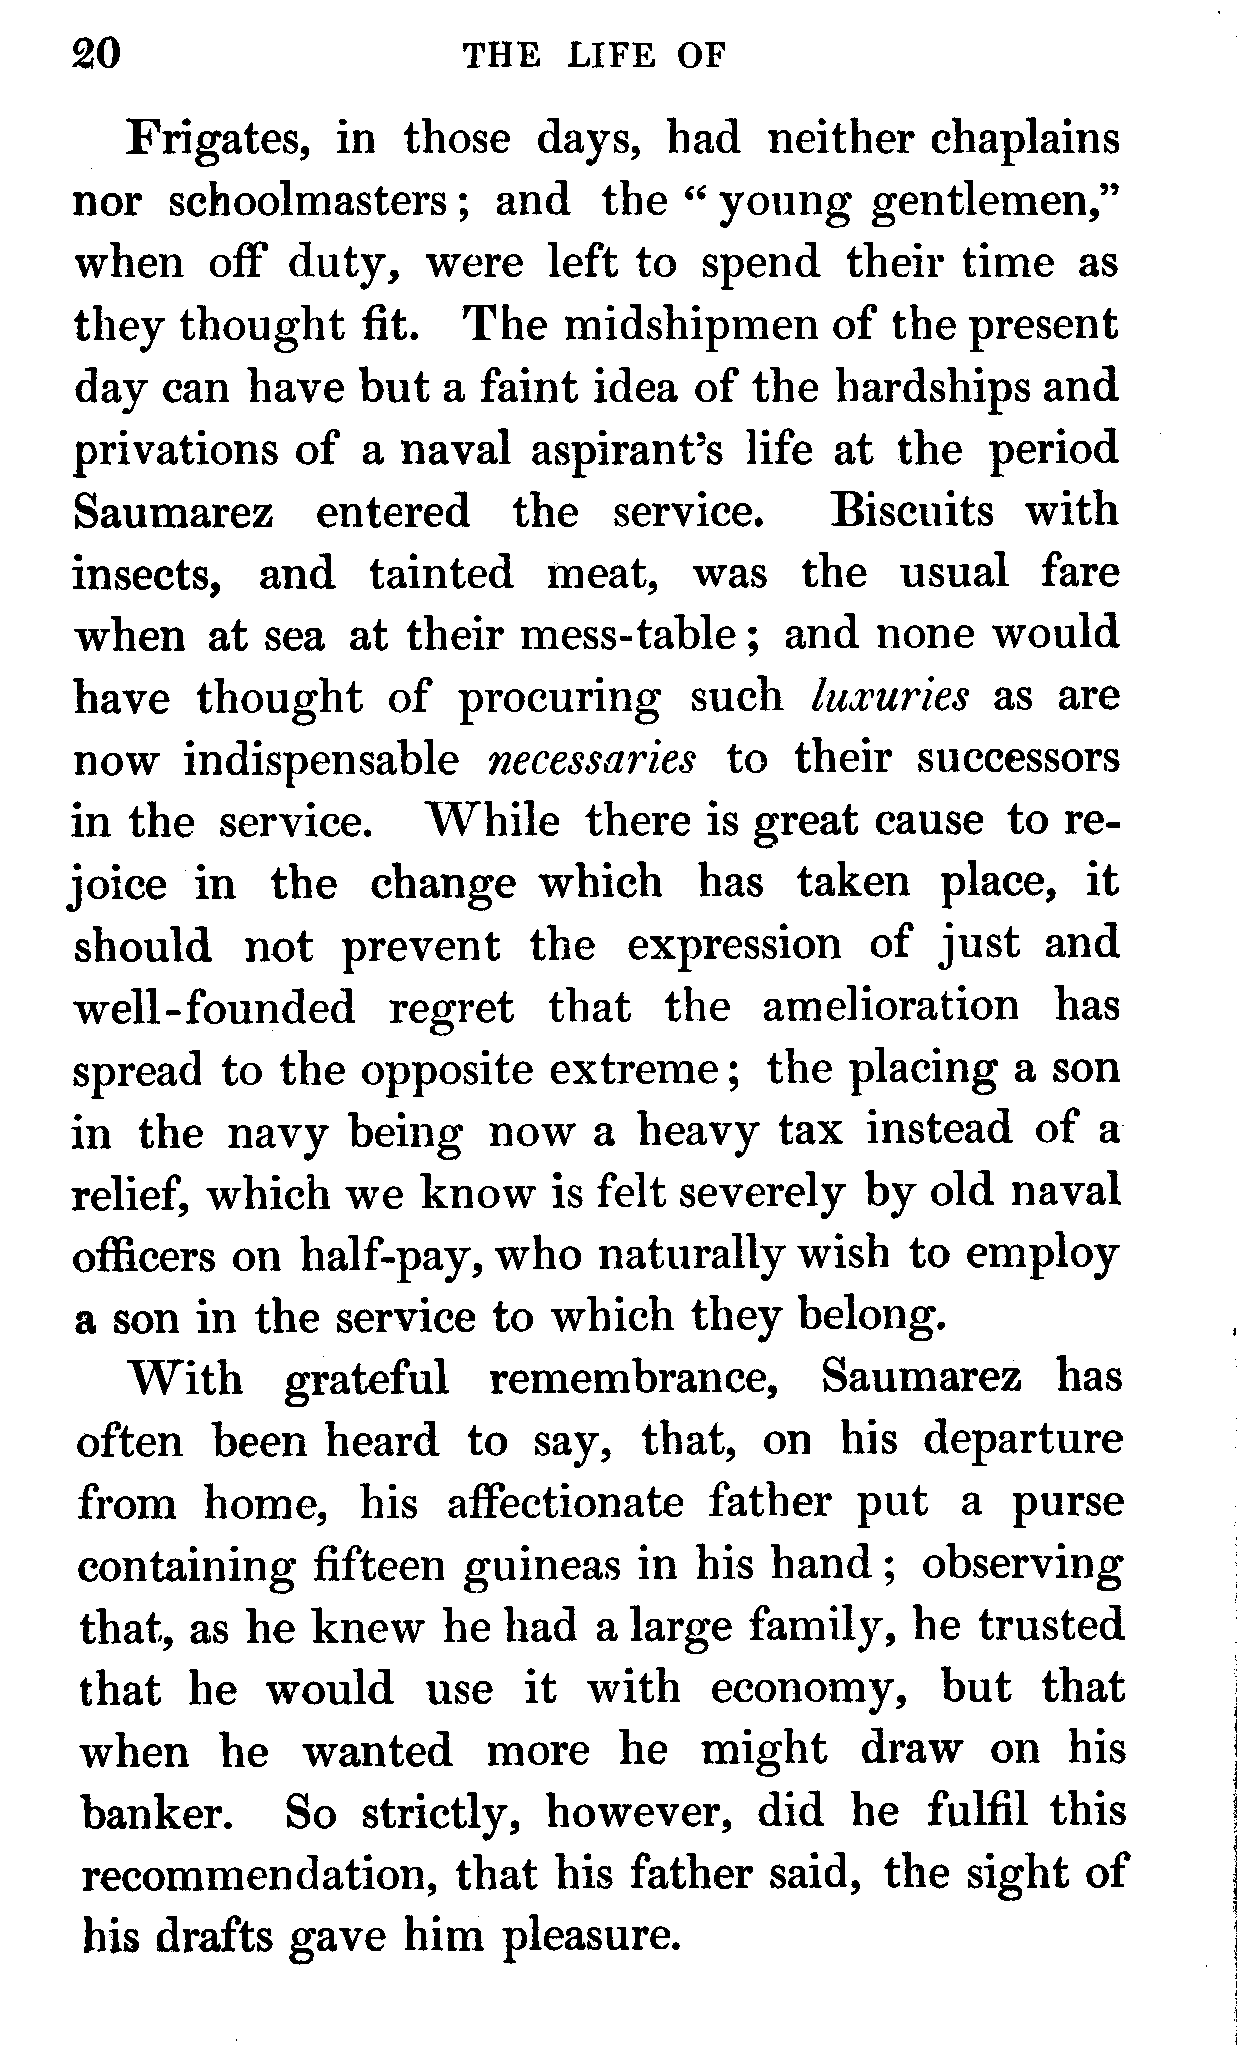 20 THE LIFE OF
Frigates, in those days, had neither chaplains
nor schoolmasters; and the “young gentlemen,”
when off duty, were left to spend their time as
they thought fit. The midshipmen of the present
day can have but a faint idea of the hardships and
privations of a naval aspirant’s life at the period
Saumarez entered the service. Biscuits with
insects, and tainted meat, was the usual fare
when at sea at their mess-table; and none would
have thought of procuring such luxuries as are
now indispensable necessaries to their successors
in the service. While there is great cause to re-
joice in the change which has taken place, it
should not prevent the expression of just and
well-founded regret that the amelioration has
spread to the opposite extreme; the placing a son
in the navy being now a heavy tax instead of a
relief, which we know is felt severely by old naval
officers on half-pay, who naturally wish to employ
a son in the service to which they belong.
With grateful remembrance, Saumarez has
often been heard to say, that, on his departure
from home, his affectionate father put a purse
containing fifteen guineas in his hand; observing
that, as he knew he had a large family, he trusted
that he would use it with economy, but that
when he wanted more he might draw on his
banker. So strictly, however, did he fulfil this
recommendation, that his father said, the sight of
his drafts gave him pleasure.